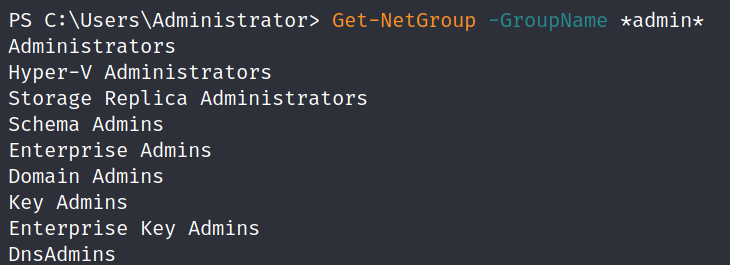 PS C:\Users\Administrator> Get-NetGroup -GroupName *admin*
Administrators
Hyper-V Administrators
Storage Replica Administrators
Schema Admins
Enterprise Admins
Domain Admins
Key Admins
Enterprise Key Admins
DnsAdmins